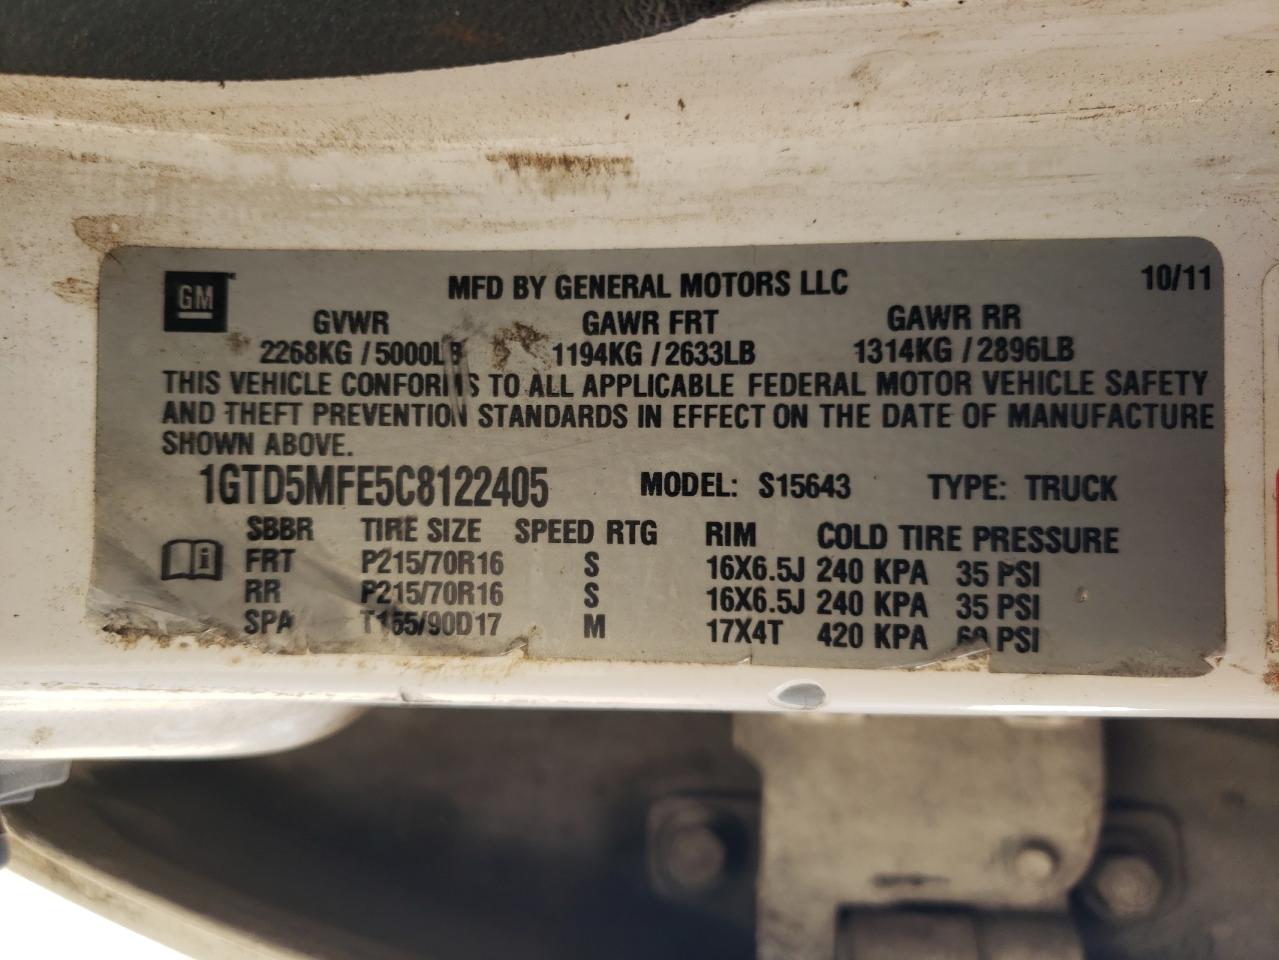 GM
MFD BY GENERAL MOTORS LLC 10/11
GVWR GAWR FRT GAWR RR
2268KG / 5000LB 1194KG / 2633LB 1314KG / 2896LB
THIS VEHICLE CONFORMS TO ALL APPLICABLE FEDERAL MOTOR VEHICLE SAFETY
AND THEFT PREVENTION STANDARDS IN EFFECT ON THE DATE OF MANUFACTURE
SHOWN ABOVE.
1GTD5MFE5C8122405 MODEL: S15643 TYPE: TRUCK
SBBR TIRE SIZE SPEED RTG RIM COLD TIRE PRESSURE
FRT P215/70R16 S 16X6.5J 240 KPA 35 PSI
RR P215/70R16 S 16X6.5J 240 KPA 35 PSI
SPA M 17X4T 420 KPA 60 PSI